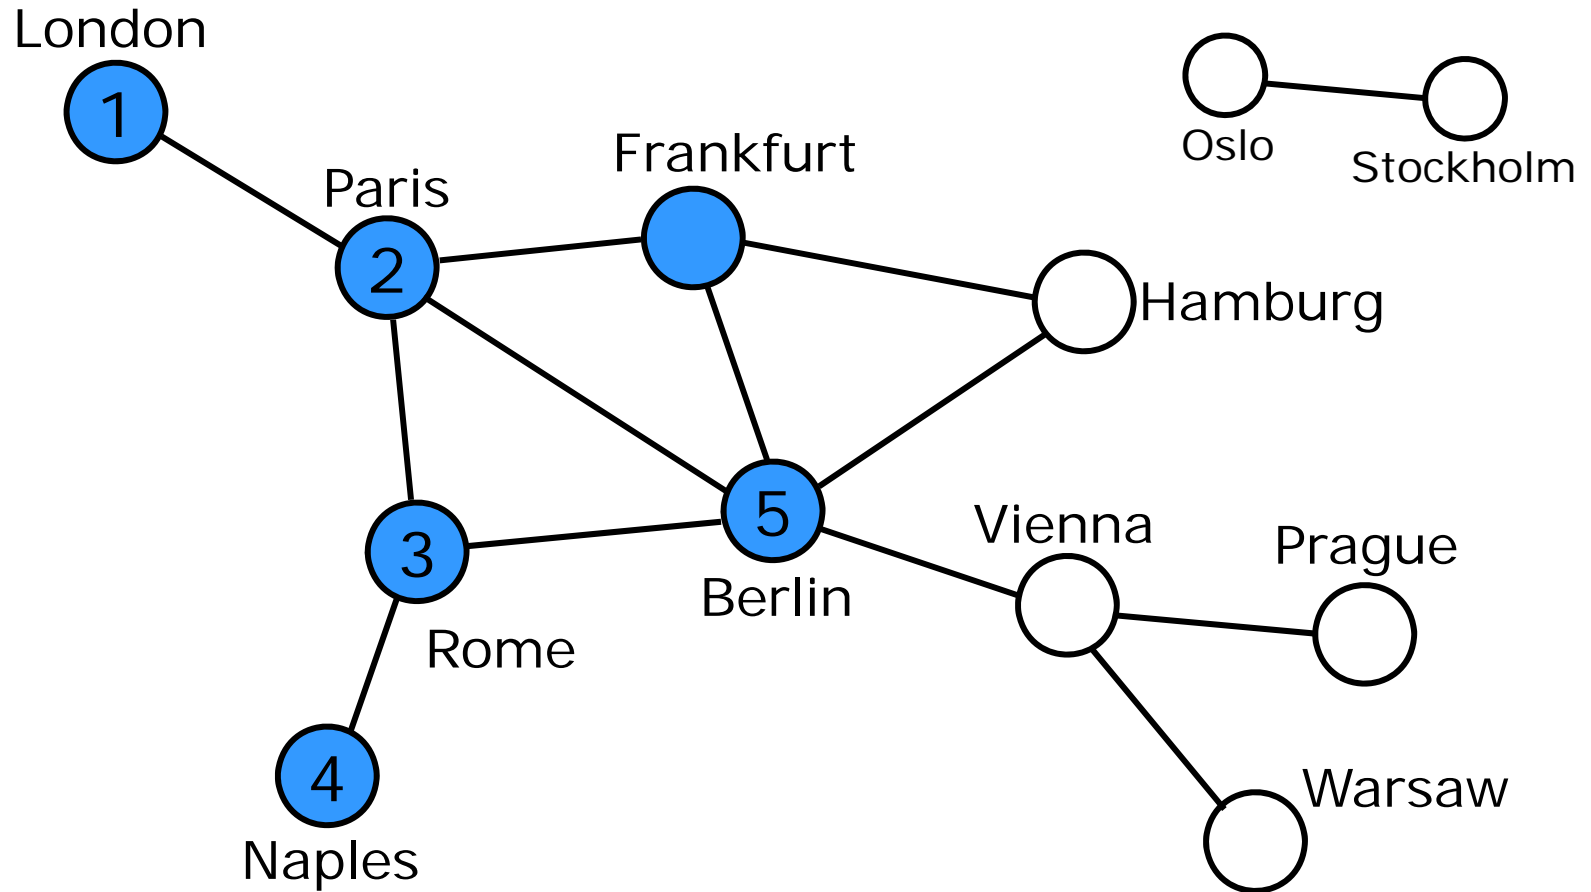 London
1
Oslo
Stockholm
Frankfurt
Paris
2
Hamburg
5
Berlin
Vienna
Prague
3
Rome
4
Naples
Warsaw